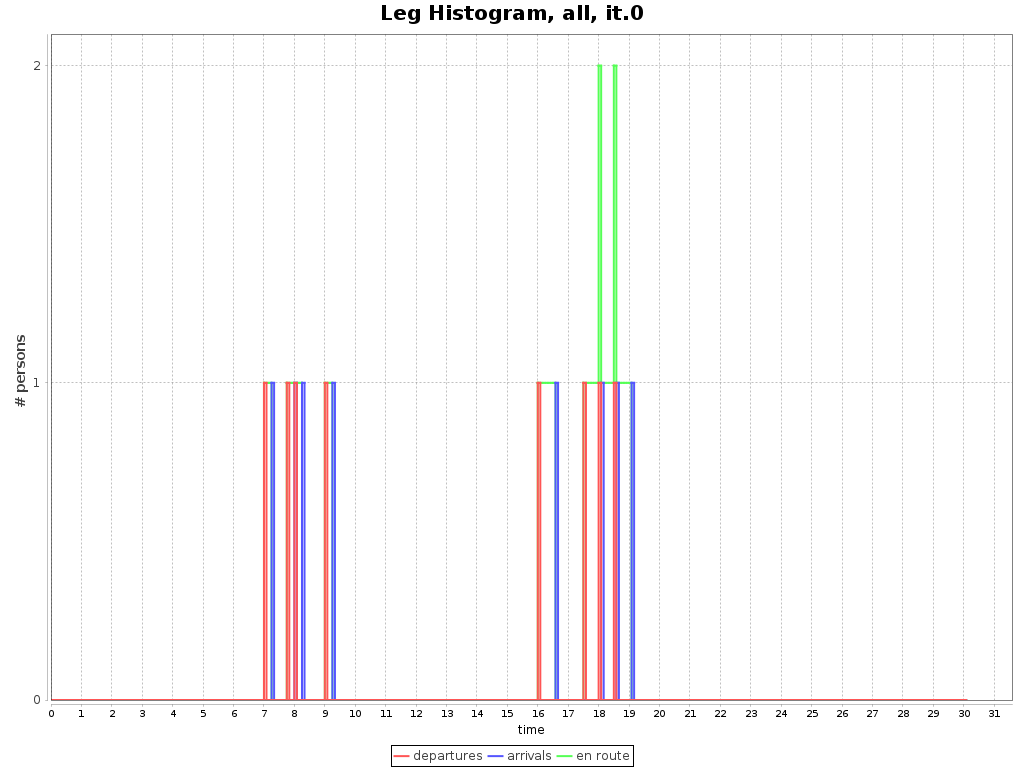 Leg Histogram, all, it.0
# persons
2
1
0
0 1 2 3 4 5 6 7 8 9 10 11 12 13 14 15 16 17 18 19 20 21 22 23 24 25 26 27 28 29 30 31
time
departures arrivals en route